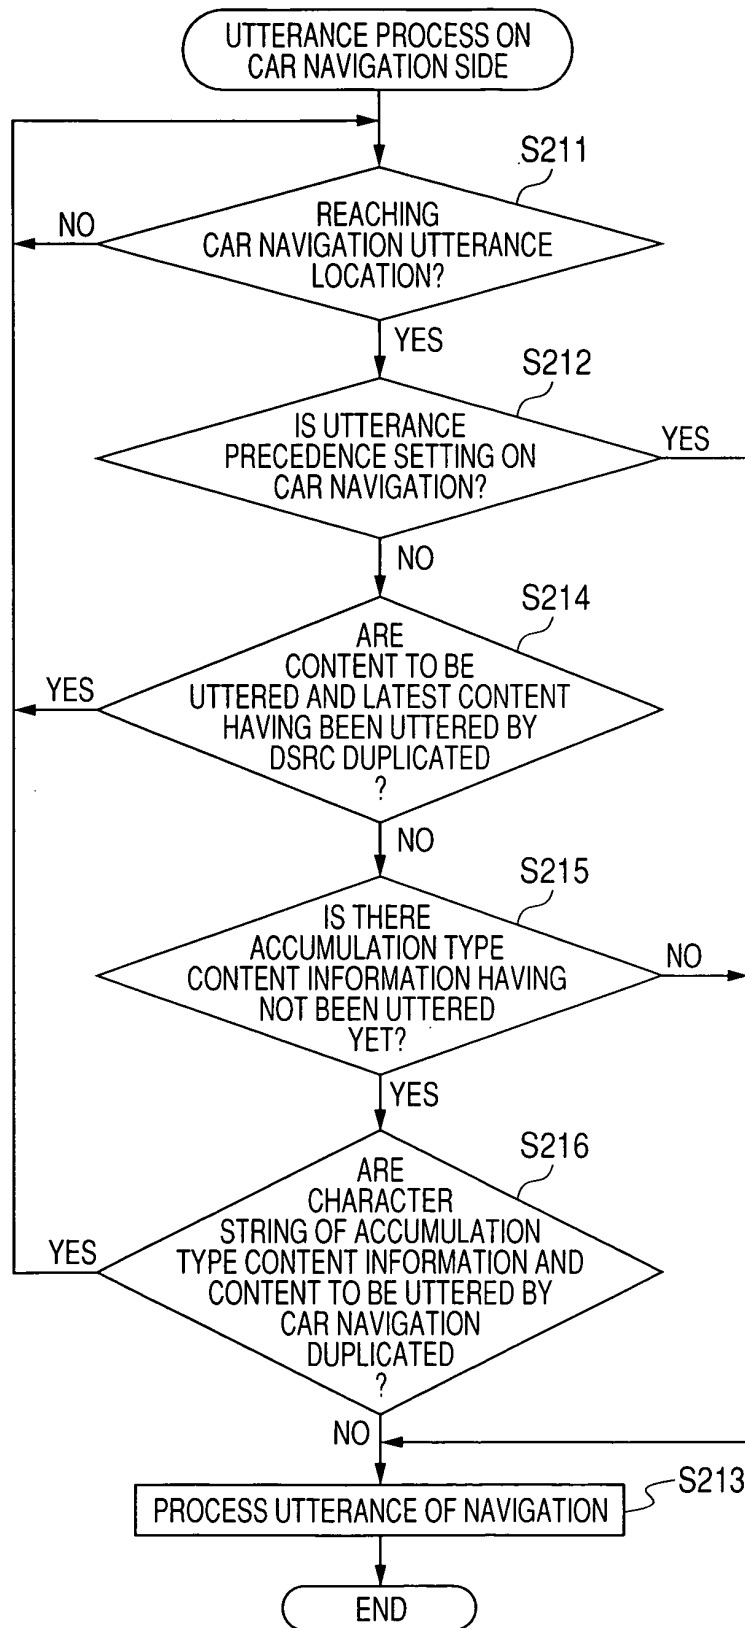 UTTERANCE PROCESS ON
CAR NAVIGATION SIDE
S211
REACHING
CAR NAVIGATION UTTERANCE
LOCATION?
NO
YES
S212
IS UTTERANCE
PRECEDENCE SETTING ON
CAR NAVIGATION?
YES
NO
S214
ARE
CONTENT TO BE
UTTERED AND LATEST CONTENT
HAVING BEEN UTTERED BY
DSRC DUPLICATED
?
YES
NO
S215
IS THERE
ACCUMULATION TYPE
CONTENT INFORMATION HAVING
NOT BEEN UTTERED
YET?
NO
YES
S216
ARE
CHARACTER
STRING OF ACCUMULATION
TYPE CONTENT INFORMATION AND
CONTENT TO BE UTTERED BY
CAR NAVIGATION
DUPLICATED
?
YES
NO
S213
PROCESS UTTERANCE OF NAVIGATION
END